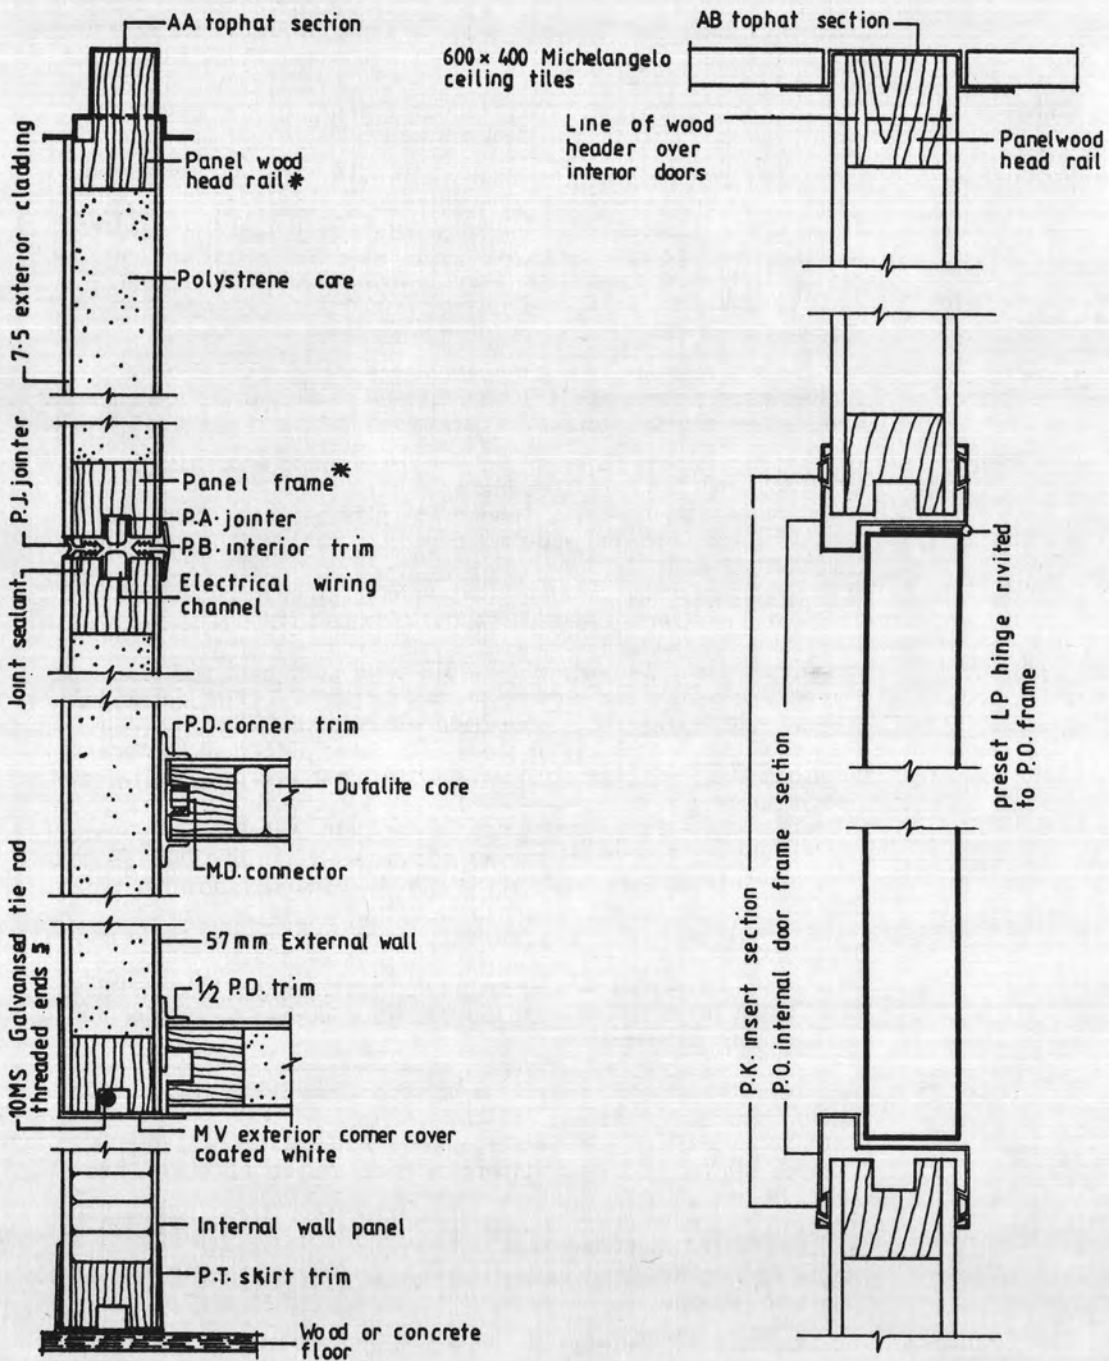 AA tophat section
7·5 exterior cladding
Panel wood
head rail *
Polystrene core
P.J. jointer
Panel frame*
P.A. jointer
P.B. interior trim
Joint sealant
Electrical wiring
channel
P.D. corner trim
Dufalite core
M.D. connector
10MS Galvanised tie rod
threaded ends
57mm External wall
1/2 P.D. trim
M V exterior corner cover
coated white
Internal wall panel
P.T. skirt trim
Wood or concrete
floor
AB tophat section
600 × 400 Michelangelo
ceiling tiles
Line of wood
header over
interior doors
Panelwood
head rail
P.K. insert section
P.O. internal door frame section
preset LP hinge rivited
to P.O. frame